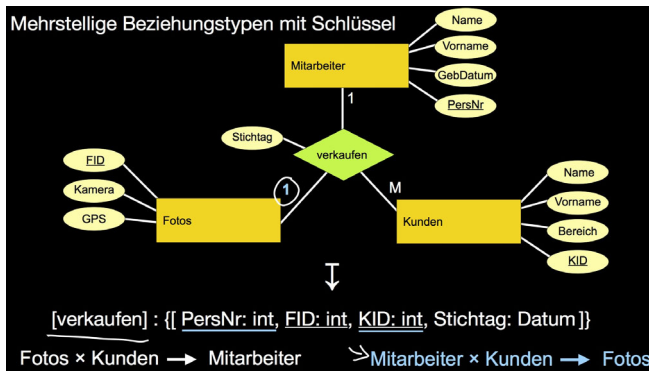 Mehrstellige Beziehungstypen mit Schlüssel
Name
Vorname
GebDatum
PersNr
Mitarbeiter
1
Stichtag
verkaufen
FID
Kamera
GPS
Fotos
1
M
Kunden
Name
Vorname
Bereich
KID
[verkaufen] : {[ PersNr: int, FID: int, KID: int, Stichtag: Datum ]}
Fotos × Kunden → Mitarbeiter
Mitarbeiter × Kunden → Fotos